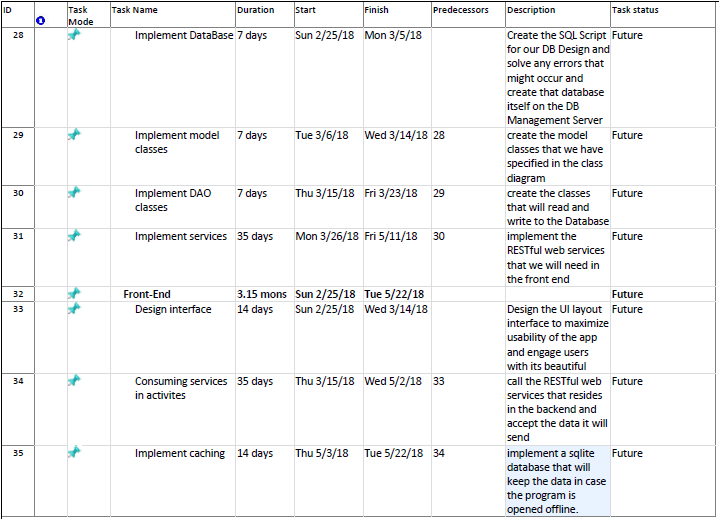 ID Task Mode Task Name Duration Start Finish Predecessors Description Task status
28 Implement DataBase 7 days Sun 2/25/18 Mon 3/5/18 Create the SQL Script Future
for our DB Design and
solve any errors that
might occur and
create that database
itself on the DB
Management Server
29 Implement model 7 days Tue 3/6/18 Wed 3/14/18 28 create the model Future
classes classes that we have
specified in the class
diagram
30 Implement DAO 7 days Thu 3/15/18 Fri 3/23/18 29 create the classes Future
classes that will read and
write to the Database
31 Implement services 35 days Mon 3/26/18 Fri 5/11/18 30 implement the Future
RESTful web services
that we will need in
the front end
32 Front-End 3.15 mons Sun 2/25/18 Tue 5/22/18 Future
33 Design interface 14 days Sun 2/25/18 Wed 3/14/18 Design the UI layout Future
interface to maximize
usability of the app
and engage users
with its beautiful
34 Consuming services 35 days Thu 3/15/18 Wed 5/2/18 33 call the RESTful web Future
in activites services that resides
in the backend and
accept the data it will
send
35 Implement caching 14 days Thu 5/3/18 Tue 5/22/18 34 implement a sqlite Future
database that will
keep the data in case
the program is
opened offline.